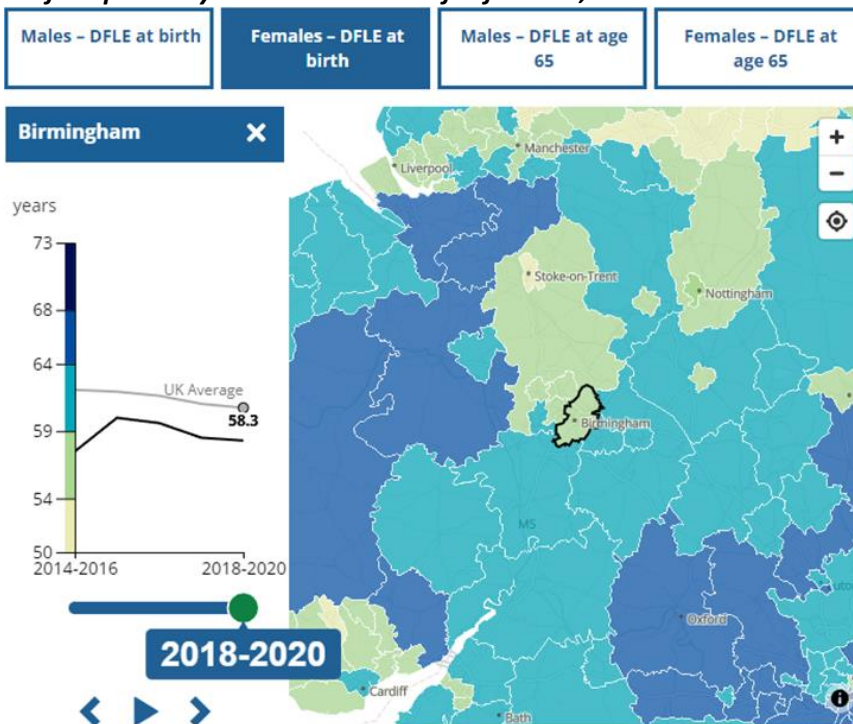 Males – DFLE at birth
Females – DFLE at
birth
Males – DFLE at age
65
Females – DFLE at
age 65
Birmingham
years
73
68
64
59
54
50
UK Average
58.3
2014-2016
2018-2020
2018-2020
Manchester
Liverpool
Stoke-on-Trent
Nottingham
Birmingham
MS
Oxford
Cardiff
Bath